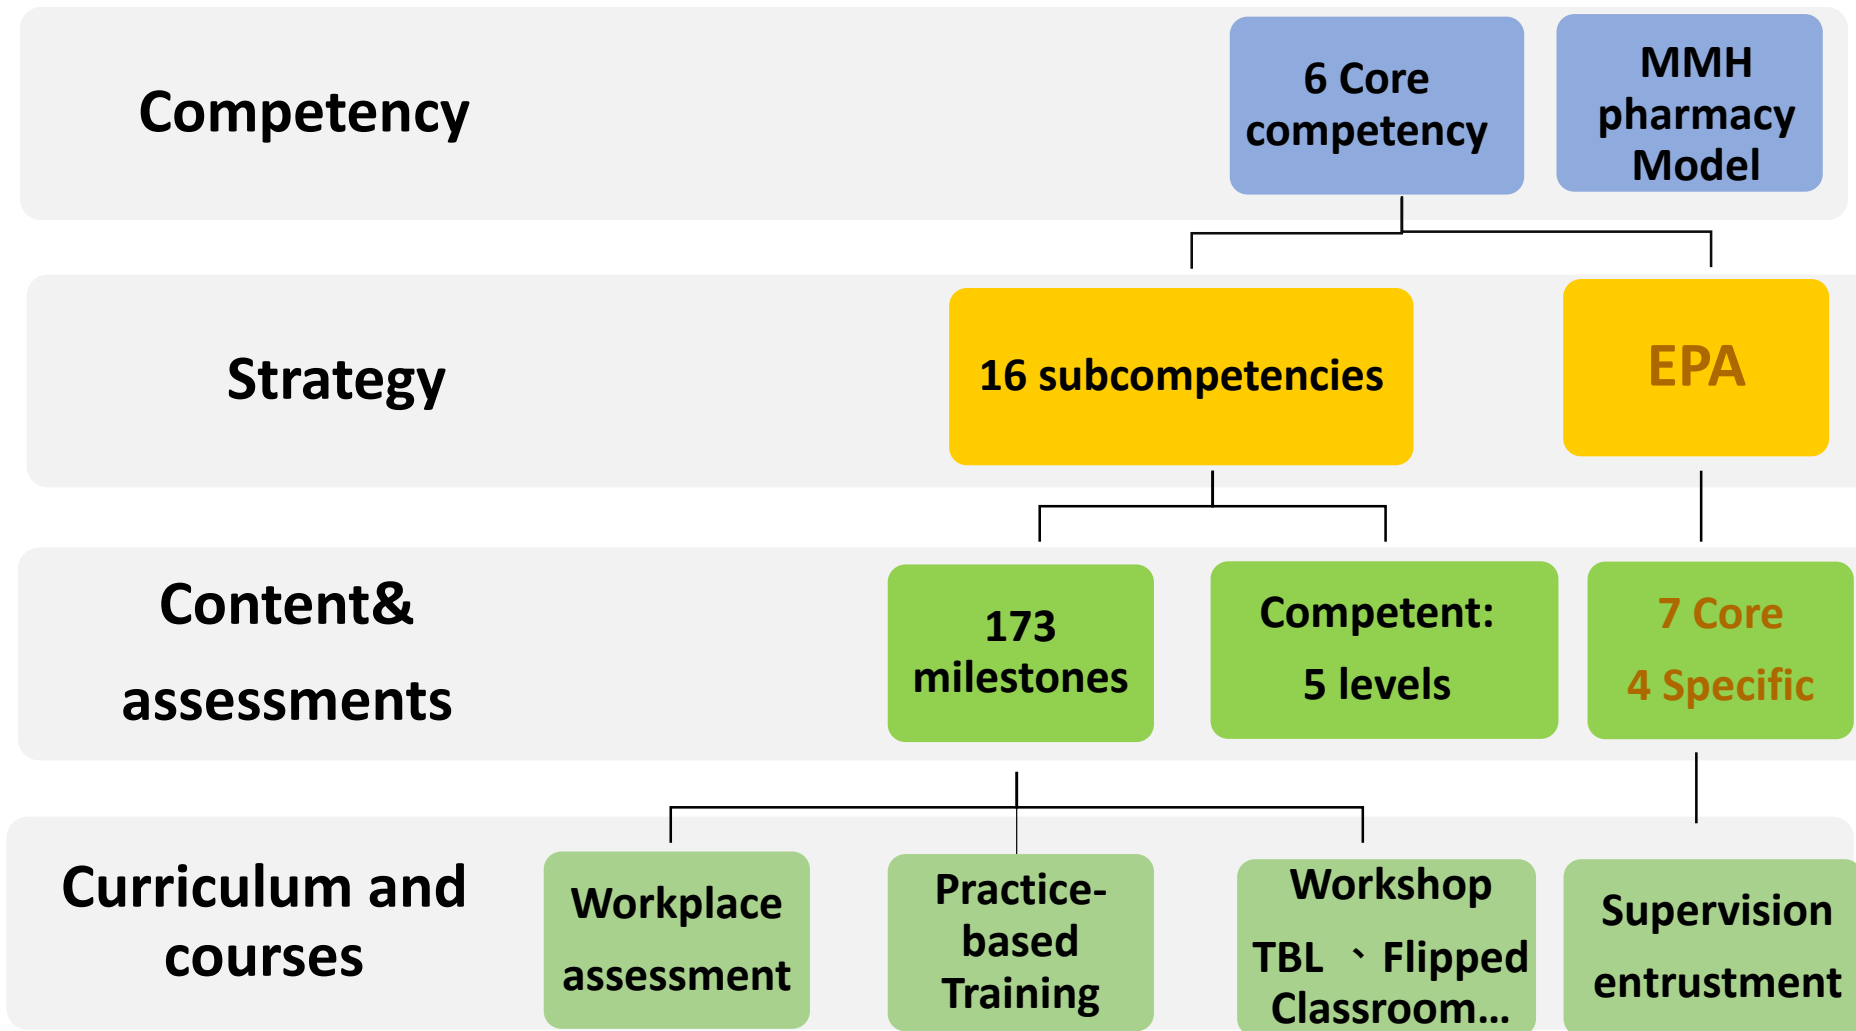 Competency
6 Core
competency
MMH
pharmacy
Model
Strategy
16 subcompetencies
EPA
Content&
assessments
173
milestones
Competent:
5 levels
7 Core
4 Specific
Curriculum and
courses
Workplace
assessment
Practice-
based
Training
Workshop
TBL 、Flipped
Classroom...
Supervision
entrustment